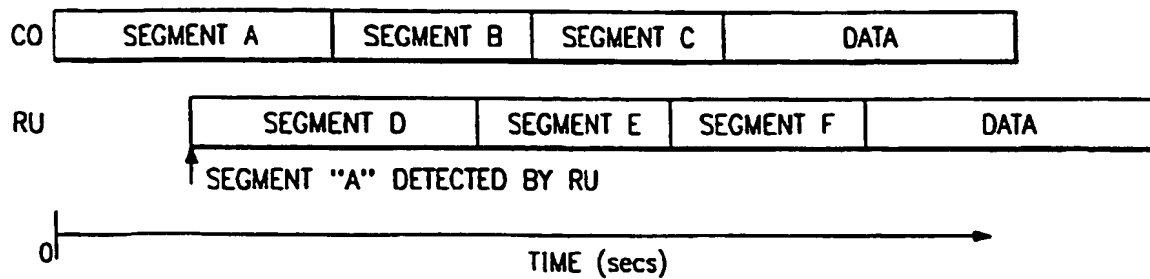 CO SEGMENT A SEGMENT B SEGMENT C DATA
RU SEGMENT D SEGMENT E SEGMENT F DATA
SEGMENT "A" DETECTED BY RU
0
TIME (secs)